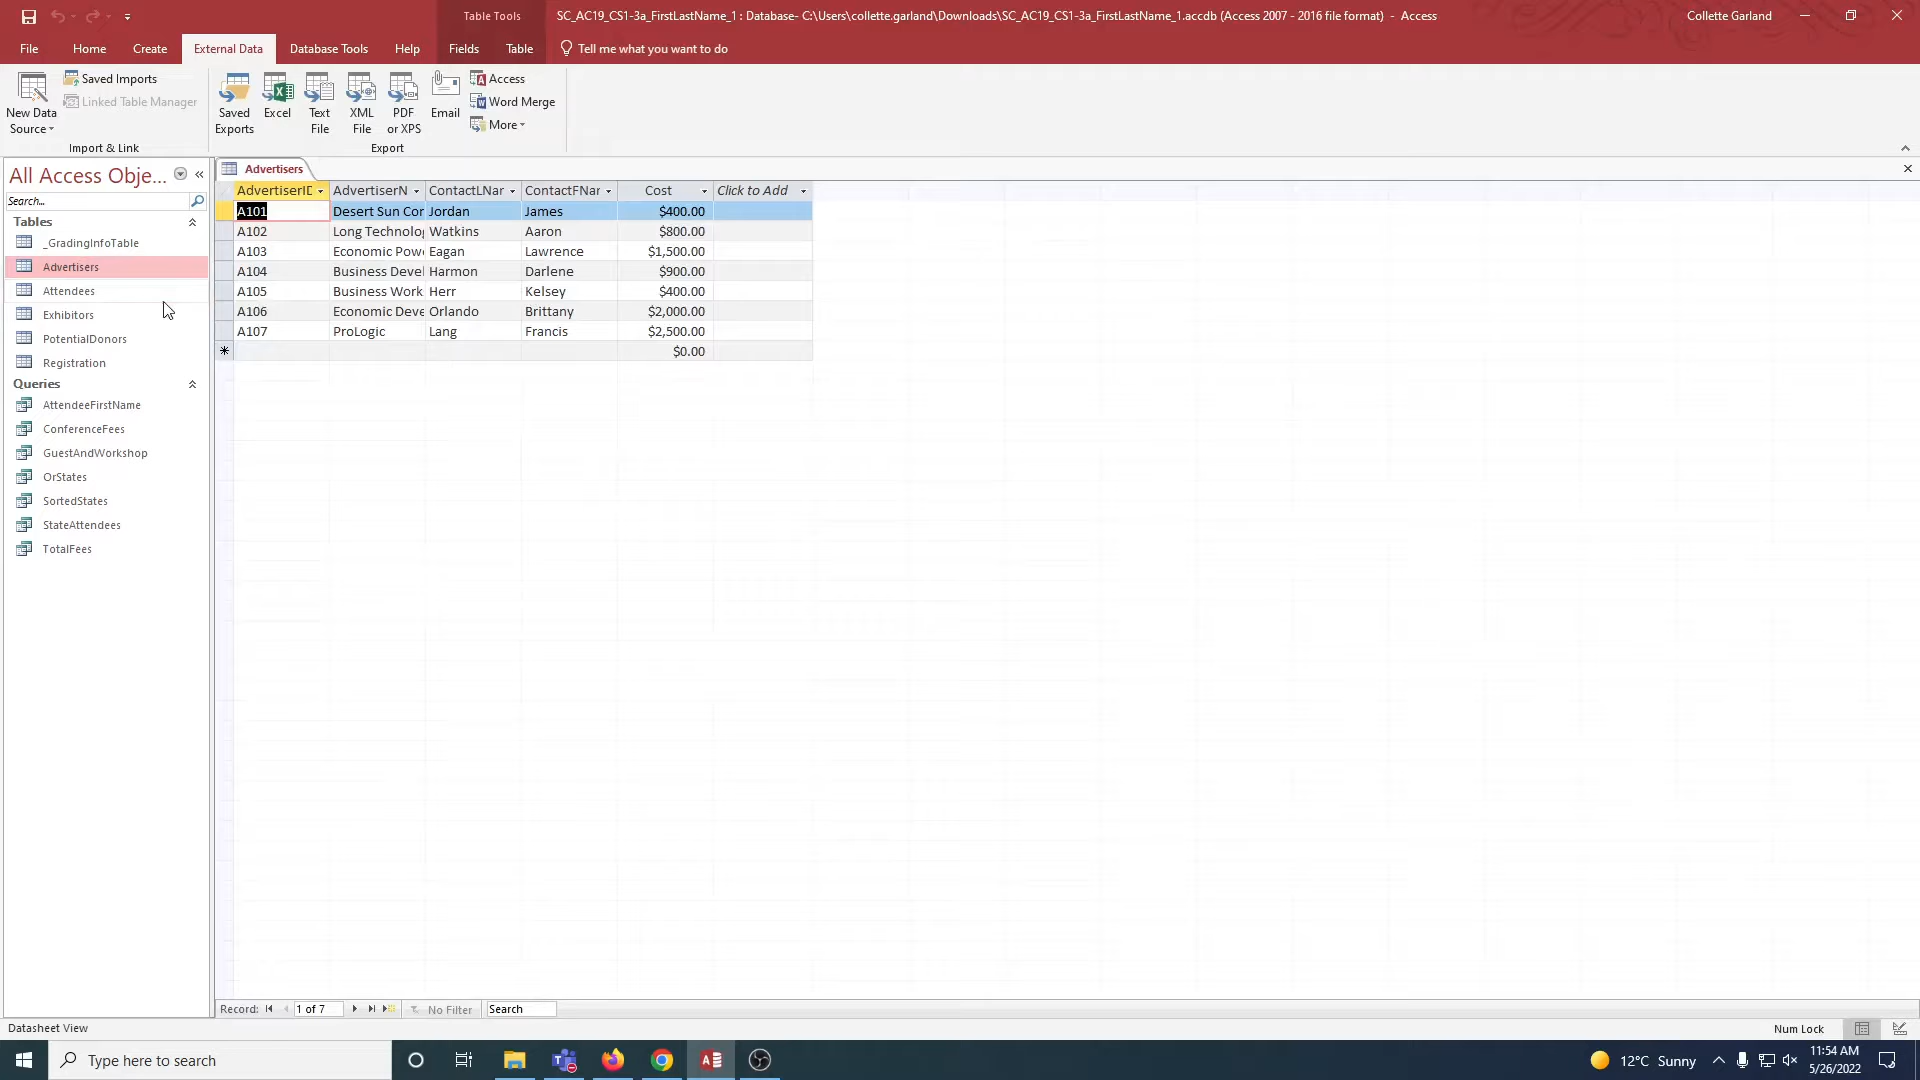 Table Tools
SC_AC19_CS1-3a_FirstLastName_1 : Database- C:\Users\collette.garland\Downloads\SC_AC19_CS1-3a_FirstLastName_1.accdb (Access 2007 - 2016 file format) - Access
Collette Garland
File Home Create External Data Database Tools Help Fields Table Tell me what you want to do
New Data Source
Saved Imports
Linked Table Manager
Import & Link
Saved Exports
Excel
Text File
XML File
PDF or XPS
Email
Access
Word Merge
More
Export
All Access Obje...
Search...
Tables
_GradingInfoTable
Advertisers
Attendees
Exhibitors
PotentialDonors
Registration
Queries
AttendeeFirstName
ConferenceFees
GuestAndWorkshop
OrStates
SortedStates
StateAttendees
TotalFees
Advertisers
AdvertiserID AdvertiserN ContactLNar ContactFNar Cost Click to Add
A101 Desert Sun Cor Jordan James $400.00
A102 Long Technolog Watkins Aaron $800.00
A103 Economic Pow Eagan Lawrence $1,500.00
A104 Business Devel Harmon Darlene $900.00
A105 Business Work Herr Kelsey $400.00
A106 Economic Deve Orlando Brittany $2,000.00
A107 ProLogic Lang Francis $2,500.00
$0.00
Record: 1 of 7 No Filter Search
Datasheet View
Num Lock
Type here to search
12°C Sunny
11:54 AM
5/26/2022